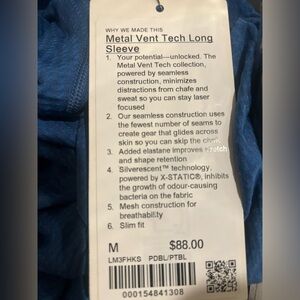 WHY WE MADE THIS
Metal Vent Tech Long
Sleeve
1. Your potential—unlocked. The
Metal Vent Tech collection,
powered by seamless
construction, minimizes
distractions from chafe and
sweat so you can stay laser
focused
2. Our seamless construction uses
the fewest number of seams to
create gear that glides across
skin so you can skip the
3. Added elastane improves stretch
and shape retention
4. Silverescent™ technology,
powered by X-STATIC®, inhibits
the growth of odour-causing
bacteria on the fabric
5. Mesh construction for
breathability
6. Slim fit
M $88.00
LM3FHKS PDBL/PTBL
000154841308